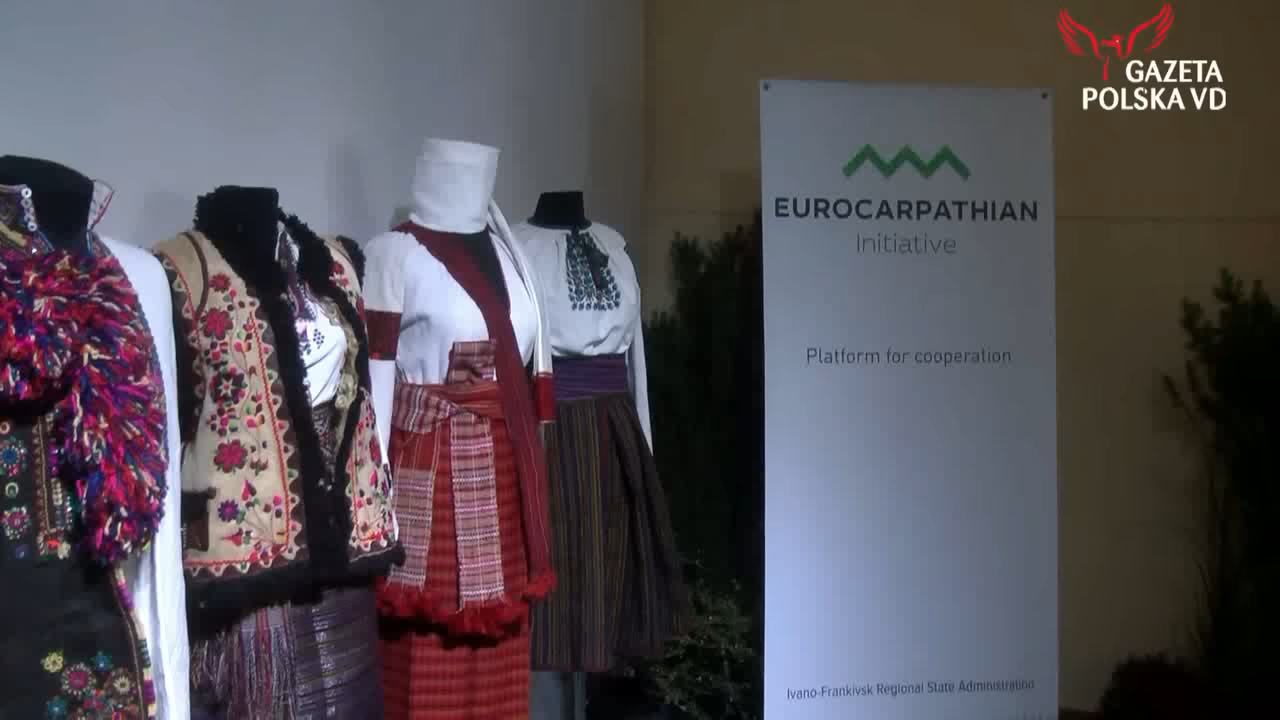 GAZETA
POLSKA VD
EUROCARPATHIAN
Initiative
Platform for cooperation
Ivano-Frankivsk Regional State Administration